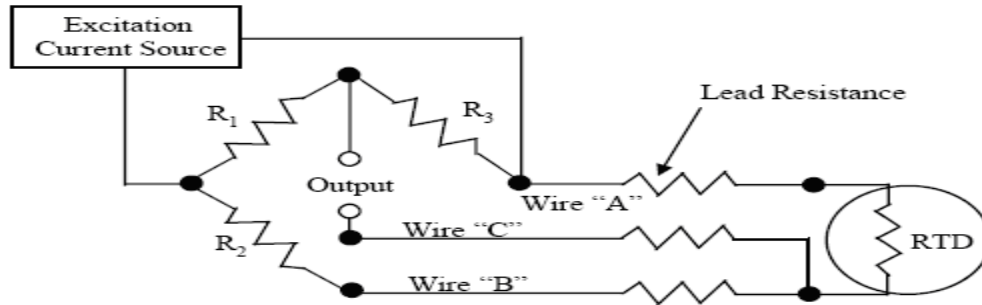 Excitation
Current Source
R1
R3
Lead Resistance
Output
Wire “A”
R2
Wire “C”
RTD
Wire “B”